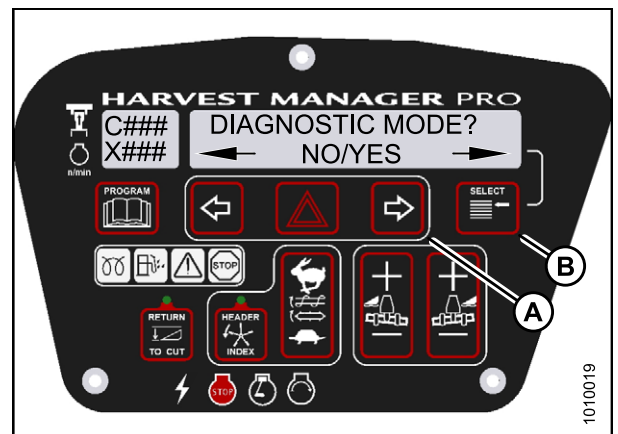 HARVEST MANAGER PRO
C###
X###
DIAGNOSTIC MODE?
NO/YES
n/min
PROGRAM
SELECT
B
A
STOP
RETURN
TO CUT
HEADER
INDEX
STOP
1010019